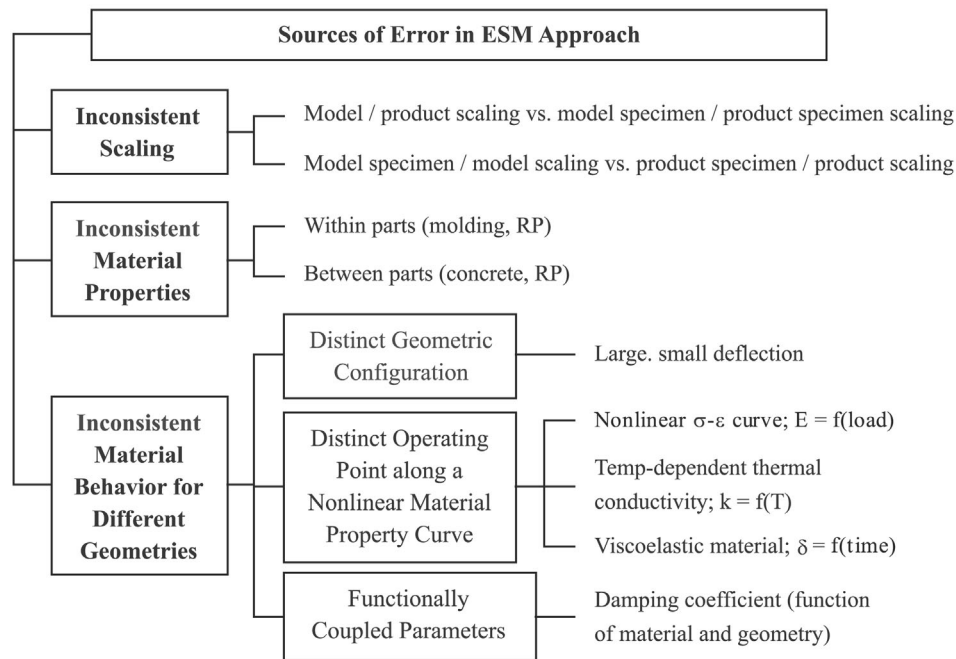 Sources of Error in ESM Approach
Inconsistent
Scaling
Model / product scaling vs. model specimen / product specimen scaling
Model specimen / model scaling vs. product specimen / product scaling
Inconsistent
Material
Properties
Within parts (molding, RP)
Between parts (concrete, RP)
Inconsistent
Material
Behavior for
Different
Geometries
Distinct Geometric
Configuration
Large. small deflection
Distinct Operating
Point along a
Nonlinear Material
Property Curve
Nonlinear σ-ε curve; E = f(load)
Temp-dependent thermal
conductivity; k = f(T)
Viscoelastic material; δ = f(time)
Functionally
Coupled Parameters
Damping coefficient (function
of material and geometry)